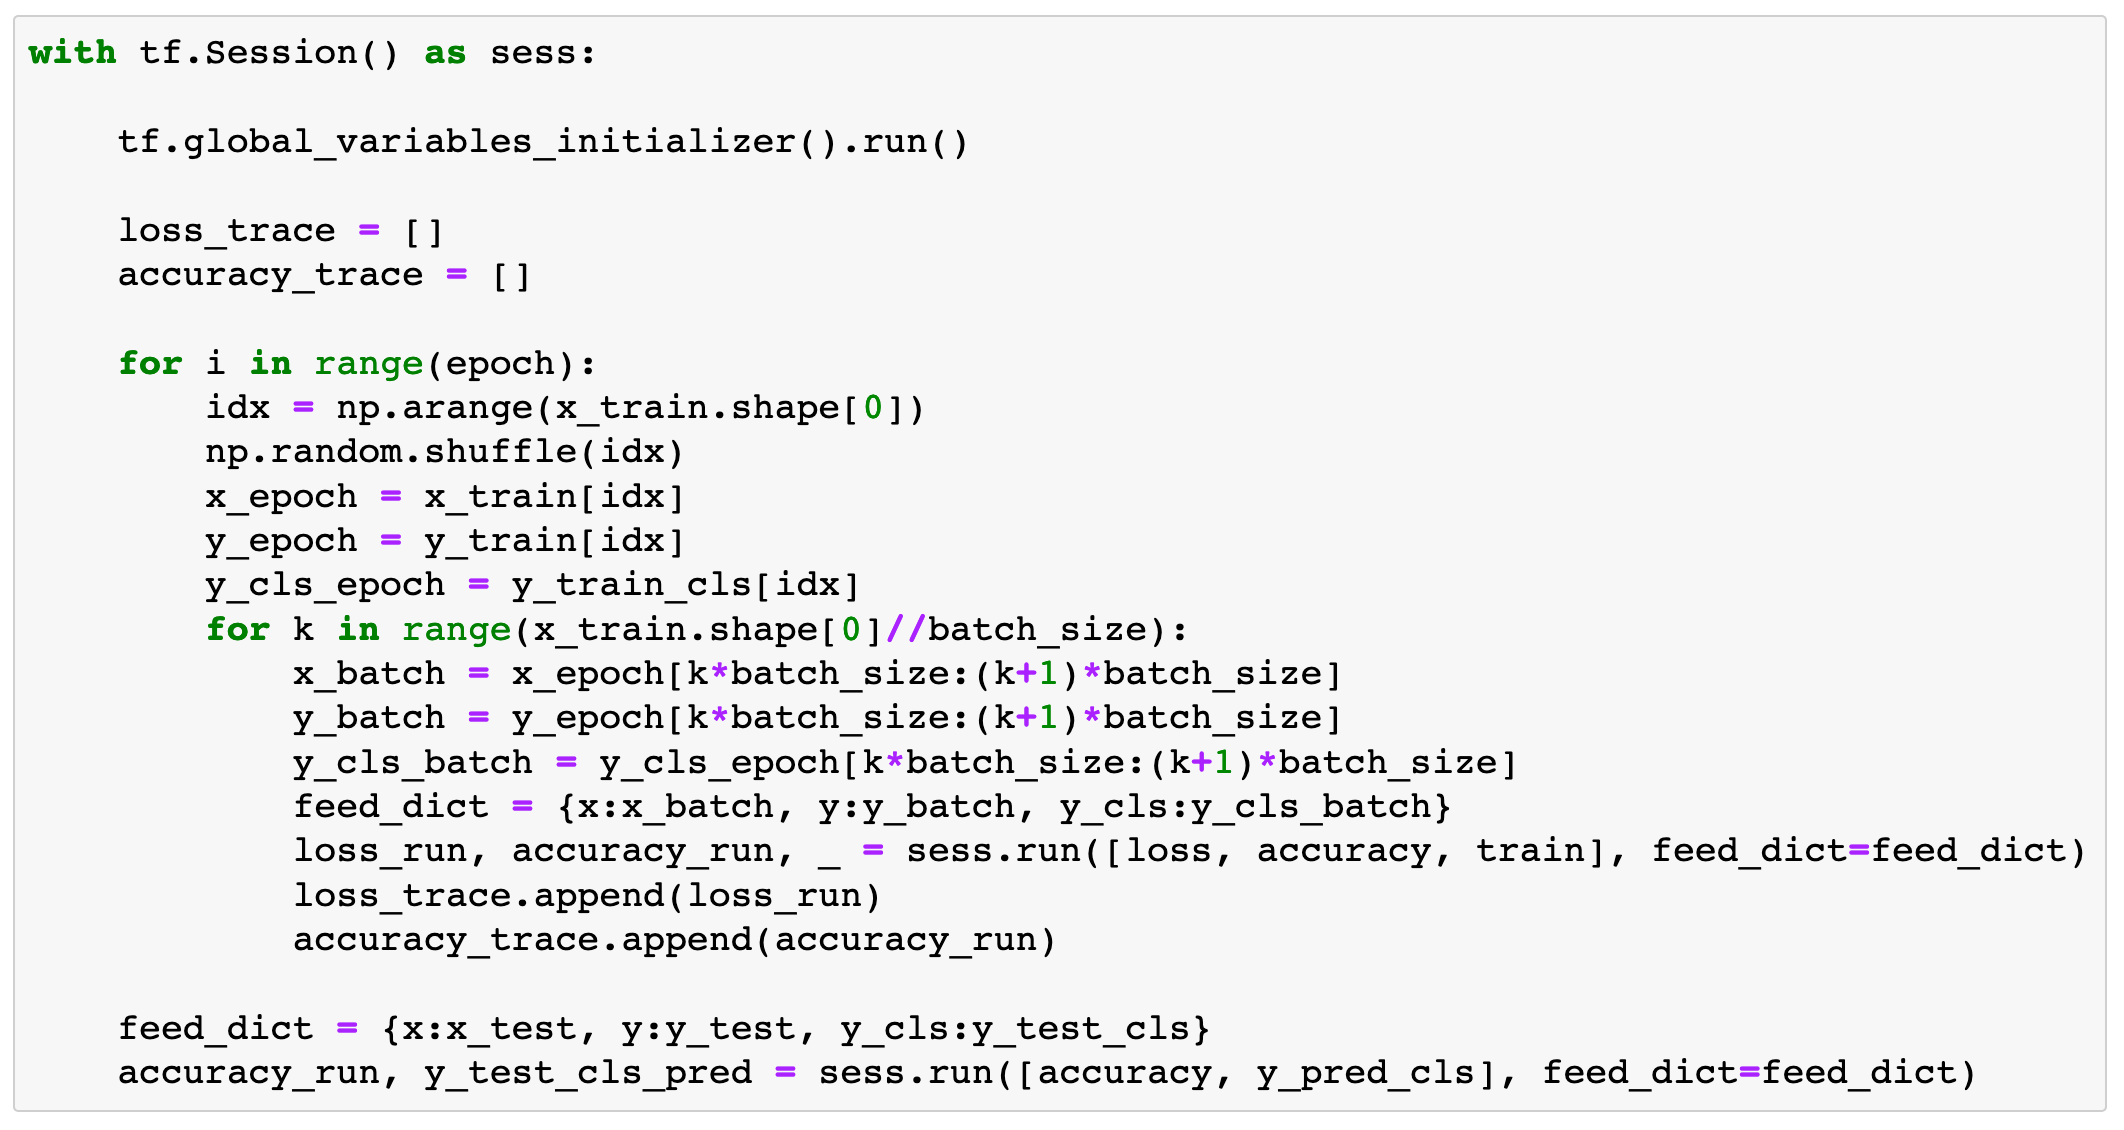 with tf.Session() as sess:
    tf.global_variables_initializer().run()
    loss_trace = []
    accuracy_trace = []
    for i in range(epoch):
        idx = np.arange(x_train.shape[0])
        np.random.shuffle(idx)
        x_epoch = x_train[idx]
        y_epoch = y_train[idx]
        y_cls_epoch = y_train_cls[idx]
        for k in range(x_train.shape[0]//batch_size):
            x_batch = x_epoch[k*batch_size:(k+1)*batch_size]
            y_batch = y_epoch[k*batch_size:(k+1)*batch_size]
            y_cls_batch = y_cls_epoch[k*batch_size:(k+1)*batch_size]
            feed_dict = {x:x_batch, y:y_batch, y_cls:y_cls_batch}
            loss_run, accuracy_run, _ = sess.run([loss, accuracy, train], feed_dict=feed_dict)
            loss_trace.append(loss_run)
            accuracy_trace.append(accuracy_run)
    feed_dict = {x:x_test, y:y_test, y_cls:y_test_cls}
    accuracy_run, y_test_cls_pred = sess.run([accuracy, y_pred_cls], feed_dict=feed_dict)